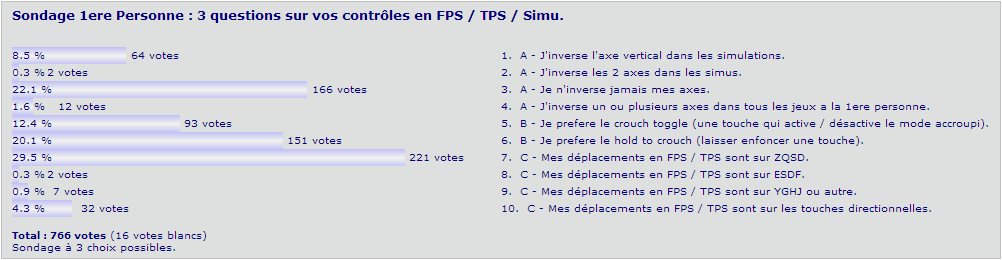 Sondage 1ere Personne : 3 questions sur vos contrôles en FPS / TPS / Simu.
8.5 % 64 votes 1. A - J'inverse l'axe vertical dans les simulations.
0.3 % 2 votes 2. A - J'inverse les 2 axes dans les simus.
22.1 % 166 votes 3. A - Je n'inverse jamais mes axes.
1.6 % 12 votes 4. A - J'inverse un ou plusieurs axes dans tous les jeux a la 1ere personne.
12.4 % 93 votes 5. B - Je prefere le crouch toggle (une touche qui active / désactive le mode accroupi).
20.1 % 151 votes 6. B - Je prefere le hold to crouch (laisser enfoncer une touche).
29.5 % 221 votes 7. C - Mes déplacements en FPS / TPS sont sur ZQSD.
0.3 % 2 votes 8. C - Mes déplacements en FPS / TPS sont sur ESDF.
0.9 % 7 votes 9. C - Mes déplacements en FPS / TPS sont sur YGHJ ou autre.
4.3 % 32 votes 10. C - Mes déplacements en FPS / TPS sont sur les touches directionnelles.
Total : 766 votes (16 votes blancs)
Sondage à 3 choix possibles.